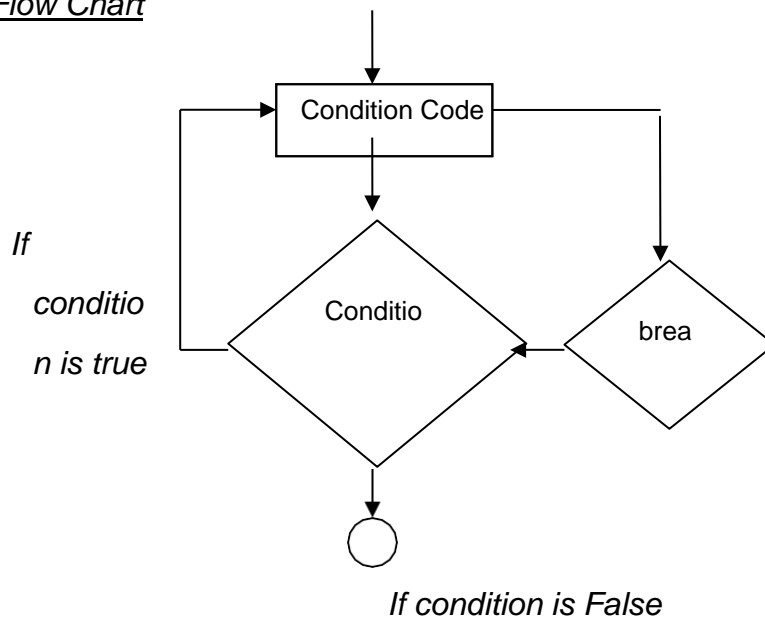 Flow Chart
Condition Code
If
conditio
n is true
Conditio
brea
If condition is False